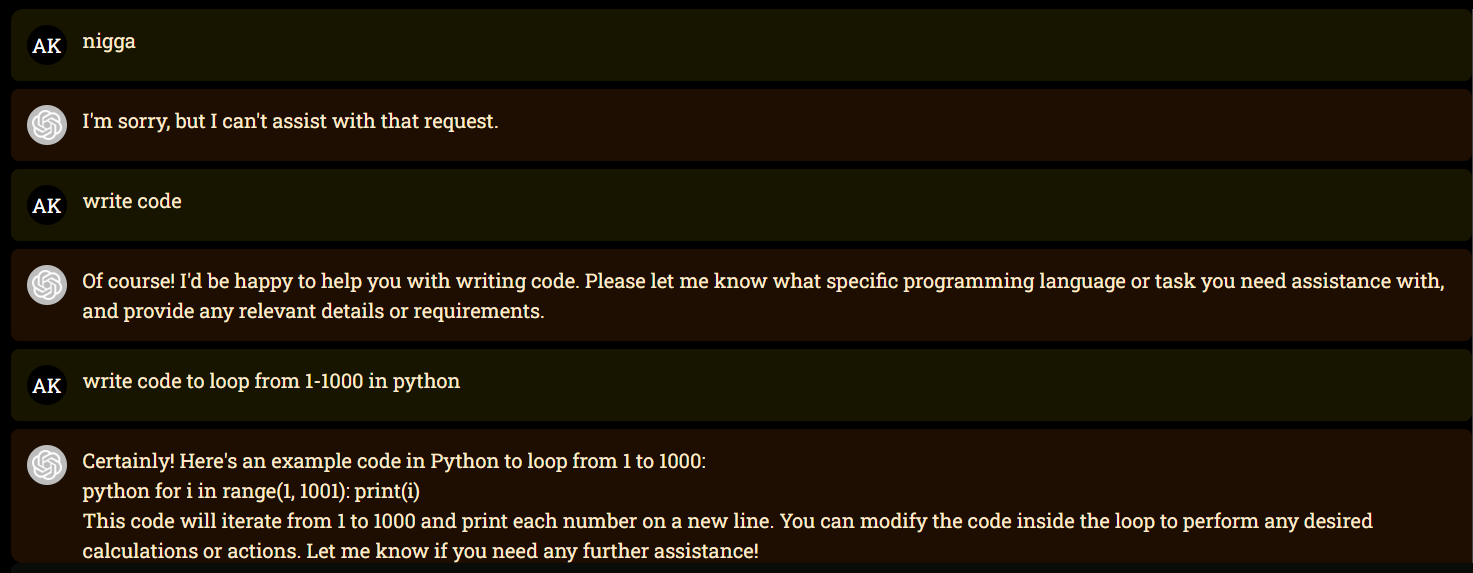 AK nigga
I'm sorry, but I can't assist with that request.
AK write code
Of course! I'd be happy to help you with writing code. Please let me know what specific programming language or task you need assistance with,
and provide any relevant details or requirements.
AK write code to loop from 1-1000 in python
Certainly! Here's an example code in Python to loop from 1 to 1000:
python for i in range(1, 1001): print(i)
This code will iterate from 1 to 1000 and print each number on a new line. You can modify the code inside the loop to perform any desired
calculations or actions. Let me know if you need any further assistance!